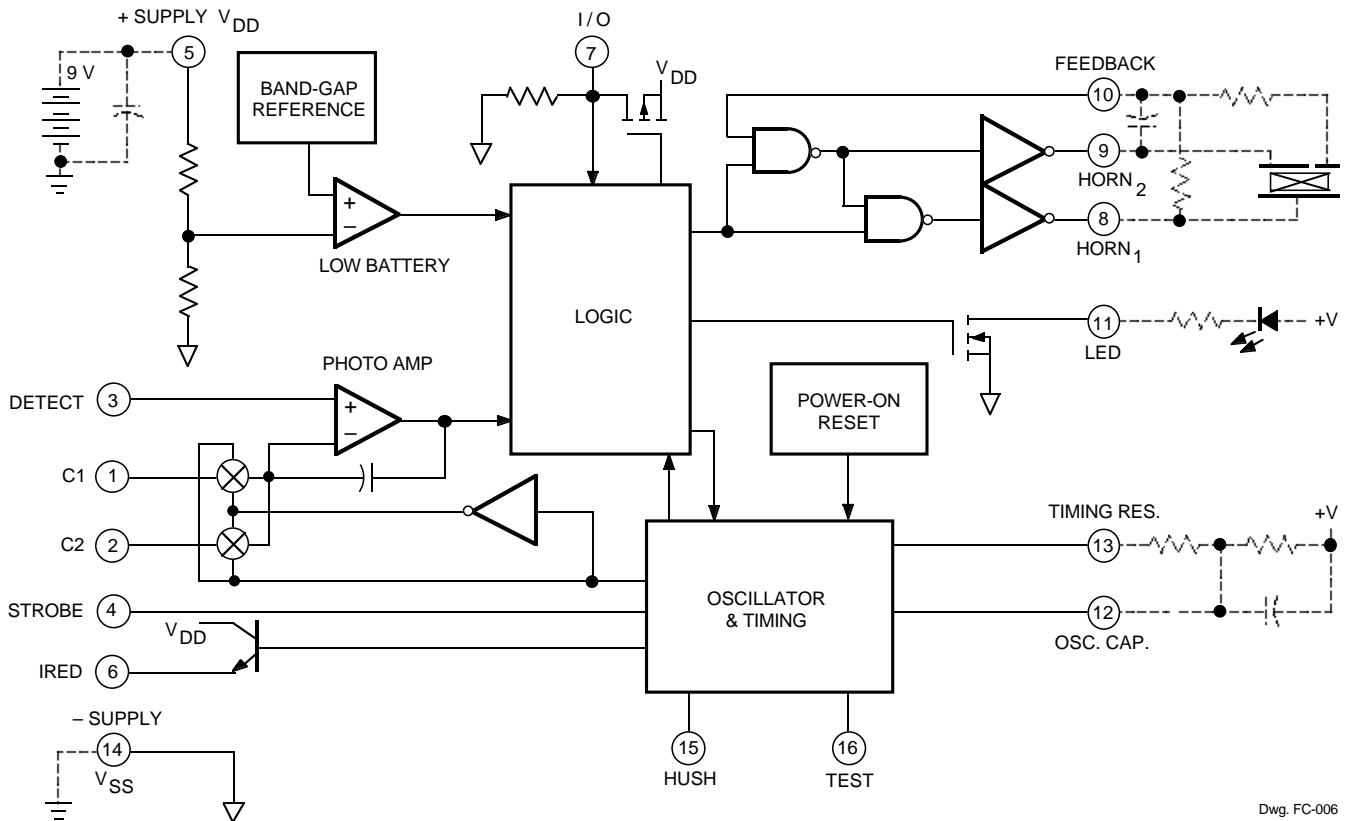 + SUPPLY V DD
5
9 V
BAND-GAP
REFERENCE
I / O
7
V DD
FEEDBACK
10
9
HORN 2
8
HORN 1
+
–
LOW BATTERY
LOGIC
11
LED
+V
PHOTO AMP
DETECT 3
+
–
POWER-ON
RESET
C1 1
C2 2
TIMING RES.
13
+V
12
OSC. CAP.
STROBE 4
OSCILLATOR
& TIMING
V DD
IRED 6
– SUPPLY
14
V SS
15
HUSH
16
TEST
Dwg. FC-006